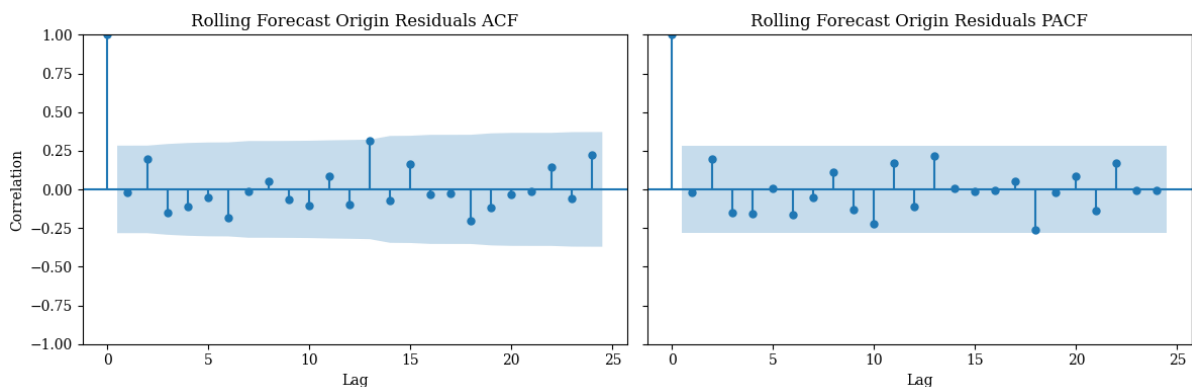 Rolling Forecast Origin Residuals ACF
Rolling Forecast Origin Residuals PACF
Correlation
1.00
0.75
0.50
0.25
0.00
−0.25
−0.50
−0.75
−1.00
0 5 10 15 20 25
0 5 10 15 20 25
Lag
Lag